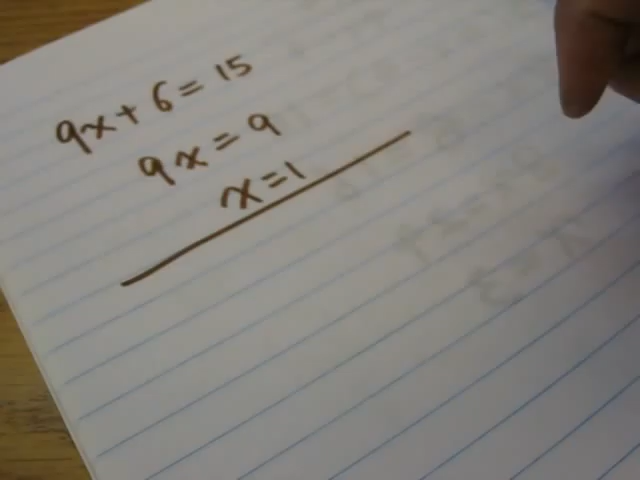 9x + 6 = 15
9x = 9
x = 1